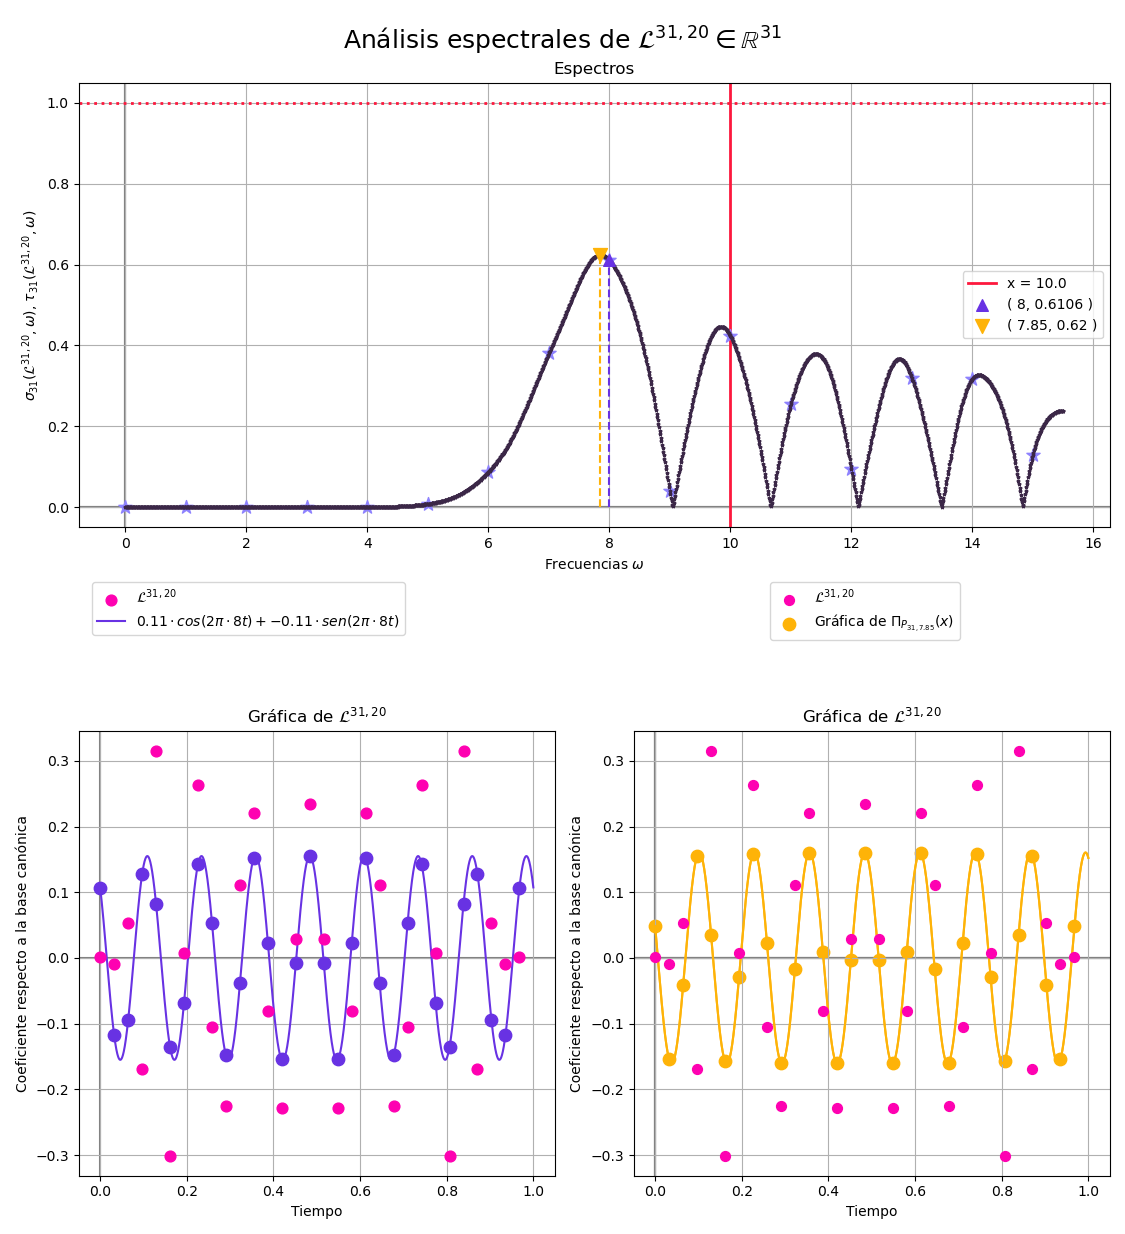 Análisis espectrales de 𝓛^{31,20} ∈ ℝ^{31}
Espectros
1.0
0.8
0.6
0.4
0.2
0.0
σ_{31}(𝓛^{31,20}, ω), τ_{31}(𝓛^{31,20}, ω)
x = 10.0
( 8, 0.6106 )
( 7.85, 0.62 )
0 2 4 6 8 10 12 14 16
Frecuencias ω
𝓛^{31,20}
0.11 · cos(2π · 8t) + −0.11 · sen(2π · 8t)
𝓛^{31,20}
Gráfica de Π_{P_{31,7.85}}(x)
Gráfica de 𝓛^{31,20}
0.3
0.2
0.1
0.0
−0.1
−0.2
−0.3
Coeficiente respecto a la base canónica
0.0 0.2 0.4 0.6 0.8 1.0
Tiempo
Gráfica de 𝓛^{31,20}
0.3
0.2
0.1
0.0
−0.1
−0.2
−0.3
Coeficiente respecto a la base canónica
0.0 0.2 0.4 0.6 0.8 1.0
Tiempo